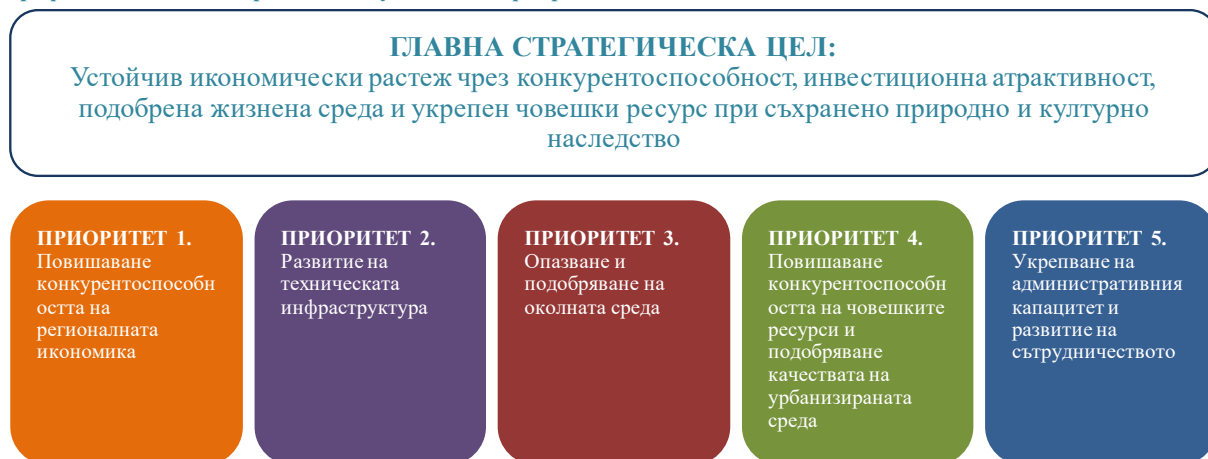 ГЛАВНА СТРАТЕГИЧЕСКА ЦЕЛ:
Устойчив икономически растеж чрез конкурентоспособност, инвестиционна атрактивност,
подобрена жизнена среда и укрепен човешки ресурс при съхранено природно и културно
наследство
ПРИОРИТЕТ 1.
Повишаване
конкурентоспособн
остта на
регионалната
икономика
ПРИОРИТЕТ 2.
Развитие на
техническата
инфраструктура
ПРИОРИТЕТ 3.
Опазване и
подобряване на
околната среда
ПРИОРИТЕТ 4.
Повишаване
конкурентоспособн
остта на човешките
ресурси и
подобряване
качествата на
урбанизираната
среда
ПРИОРИТЕТ 5.
Укрепване на
административния
капацитет и
развитие на
сътрудничеството